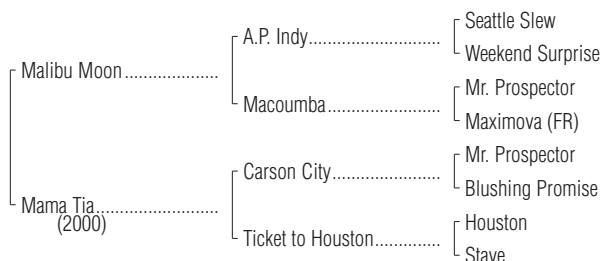 Seattle Slew
A.P. Indy....................................
Weekend Surprise
Malibu Moon.........................
Mr. Prospector
Macoumba...............................
Maximova (FR)
Mr. Prospector
Carson City..............................
Blushing Promise
Mama Tia.................................
(2000)
Houston
Ticket to Houston....................
Stave